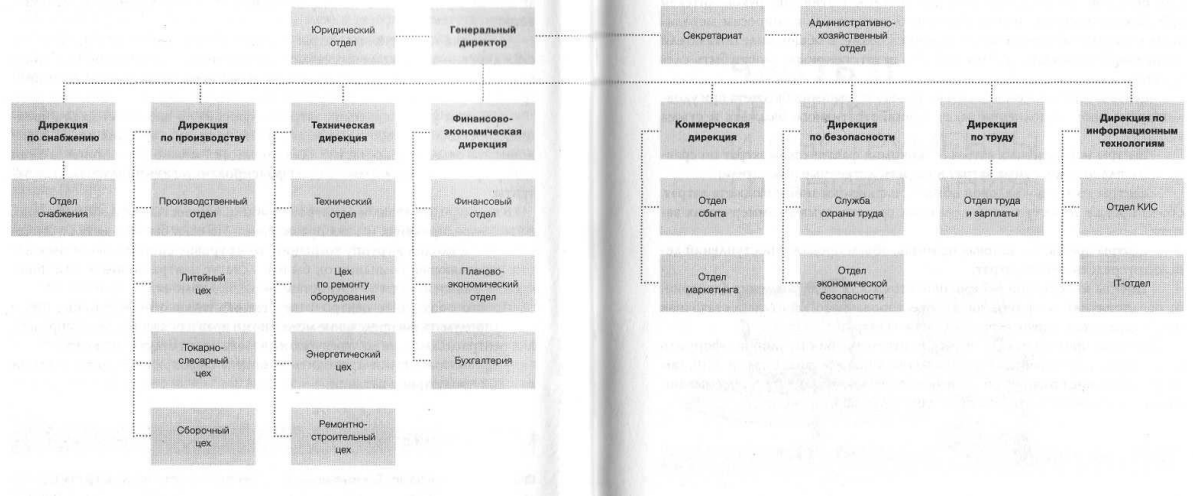 Юридический
отдел
Генеральный
директор
Секретариат
Административно-
хозяйственный
отдел
Дирекция
по снабжению
Дирекция
по производству
Техническая
дирекция
Финансово-
экономическая
дирекция
Коммерческая
дирекция
Дирекция
по безопасности
Дирекция
по труду
Дирекция по
информационным
технологиям
Отдел
снабжения
Производственный
отдел
Технический
отдел
Финансовый
отдел
Отдел
сбыта
Служба
охраны труда
Отдел труда
и зарплаты
Отдел КИС
Литейный
цех
Цех
по ремонту
оборудования
Планово-
экономический
отдел
Отдел
маркетинга
Отдел
экономической
безопасности
IT-отдел
Токарно-
слесарный
цех
Энергетический
цех
Бухгалтерия
Сборочный
цех
Ремонтно-
строительный
цех